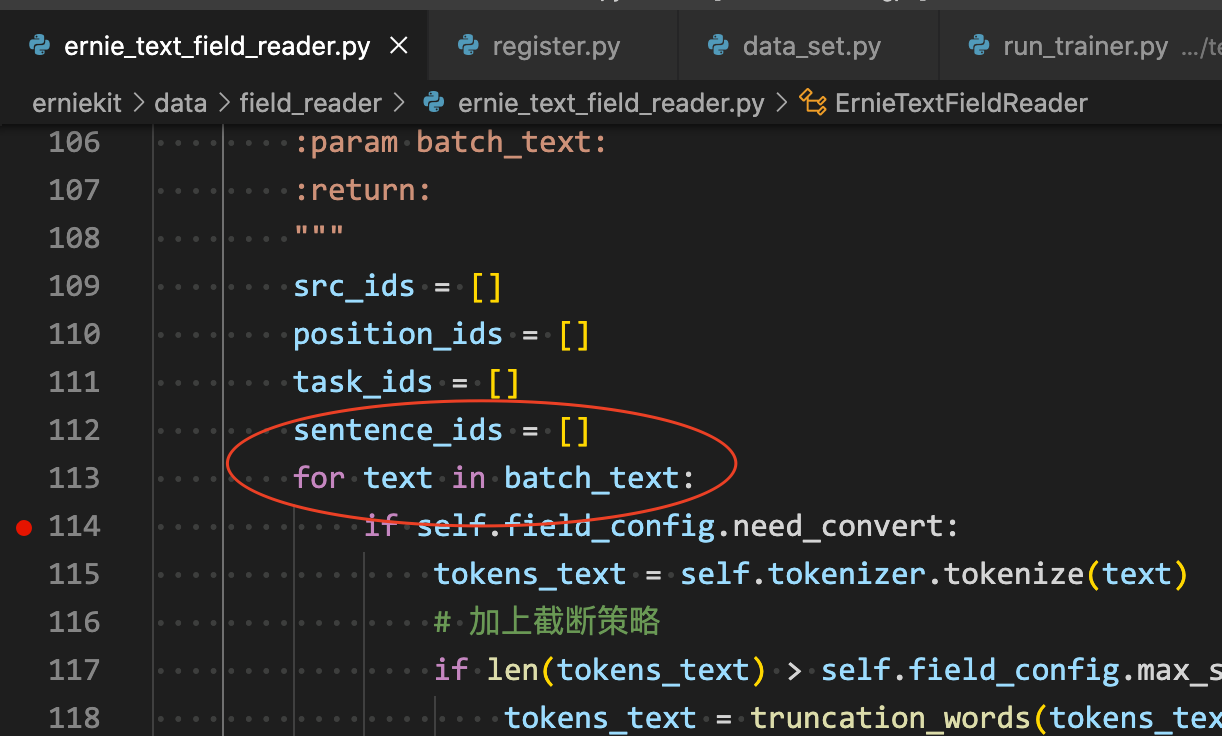 ernie_text_field_reader.py register.py data_set.py run_trainer.py .../te
erniekit > data > field_reader > ernie_text_field_reader.py > ErnieTextFieldReader
106 :param batch_text:
107 :return:
108 """
109 src_ids = []
110 position_ids = []
111 task_ids = []
112 sentence_ids = []
113 for text in batch_text:
114 if self.field_config.need_convert:
115 tokens_text = self.tokenizer.tokenize(text)
116 # 加上截断策略
117 if len(tokens_text) > self.field_config.max_s
118 tokens_text = truncation_words(tokens_tex